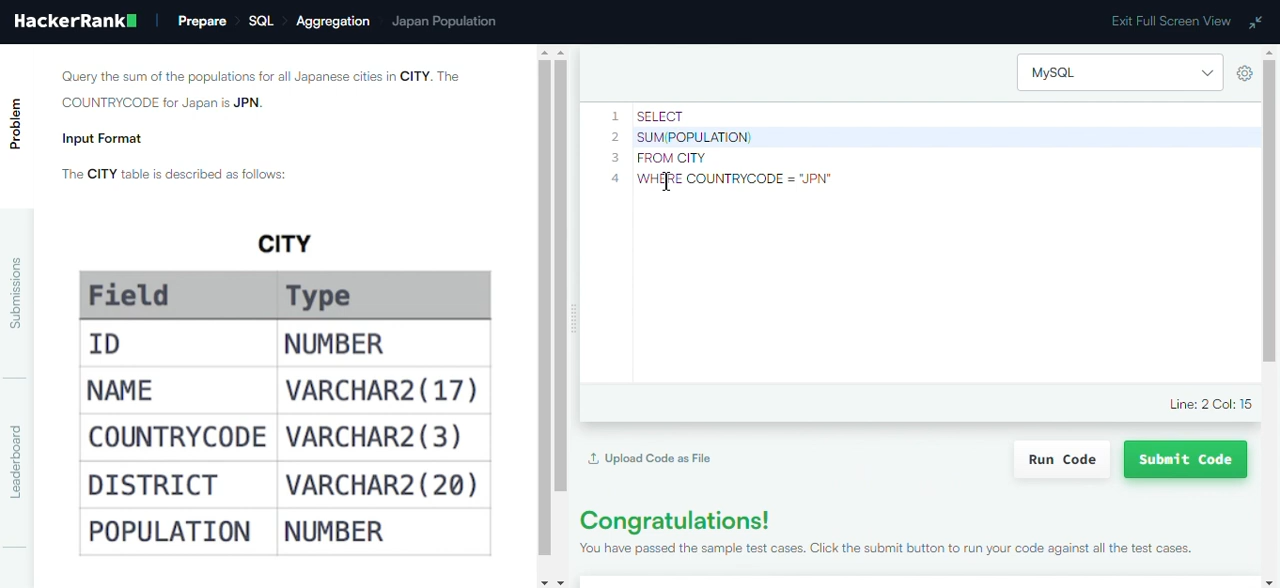 HackerRank
Prepare
SQL
Aggregation
Japan Population
Exit Full Screen View
Problem
Submissions
Leaderboard
Query the sum of the populations for all Japanese cities in CITY. The
COUNTRYCODE for Japan is JPN.
Input Format
The CITY table is described as follows:
CITY
Field Type
ID NUMBER
NAME VARCHAR2(17)
COUNTRYCODE VARCHAR2(3)
DISTRICT VARCHAR2(20)
POPULATION NUMBER
MySQL
1 SELECT
2 SUM(POPULATION)
3 FROM CITY
4 WHERE COUNTRYCODE = "JPN"
Line: 2 Col: 15
Upload Code as File
Run Code
Submit Code
Congratulations!
You have passed the sample test cases. Click the submit button to run your code against all the test cases.